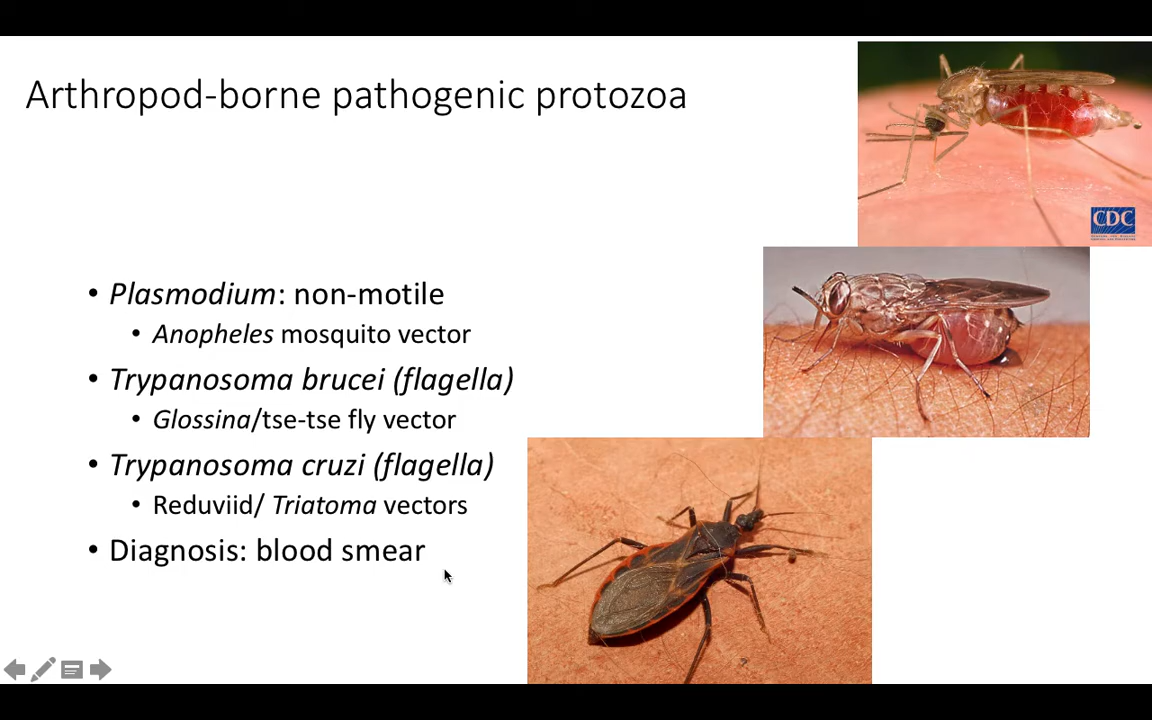 Arthropod-borne pathogenic protozoa
CDC
• Plasmodium: non-motile
• Anopheles mosquito vector
• Trypanosoma brucei (flagella)
• Glossina/tse-tse fly vector
• Trypanosoma cruzi (flagella)
• Reduviid/ Triatoma vectors
• Diagnosis: blood smear